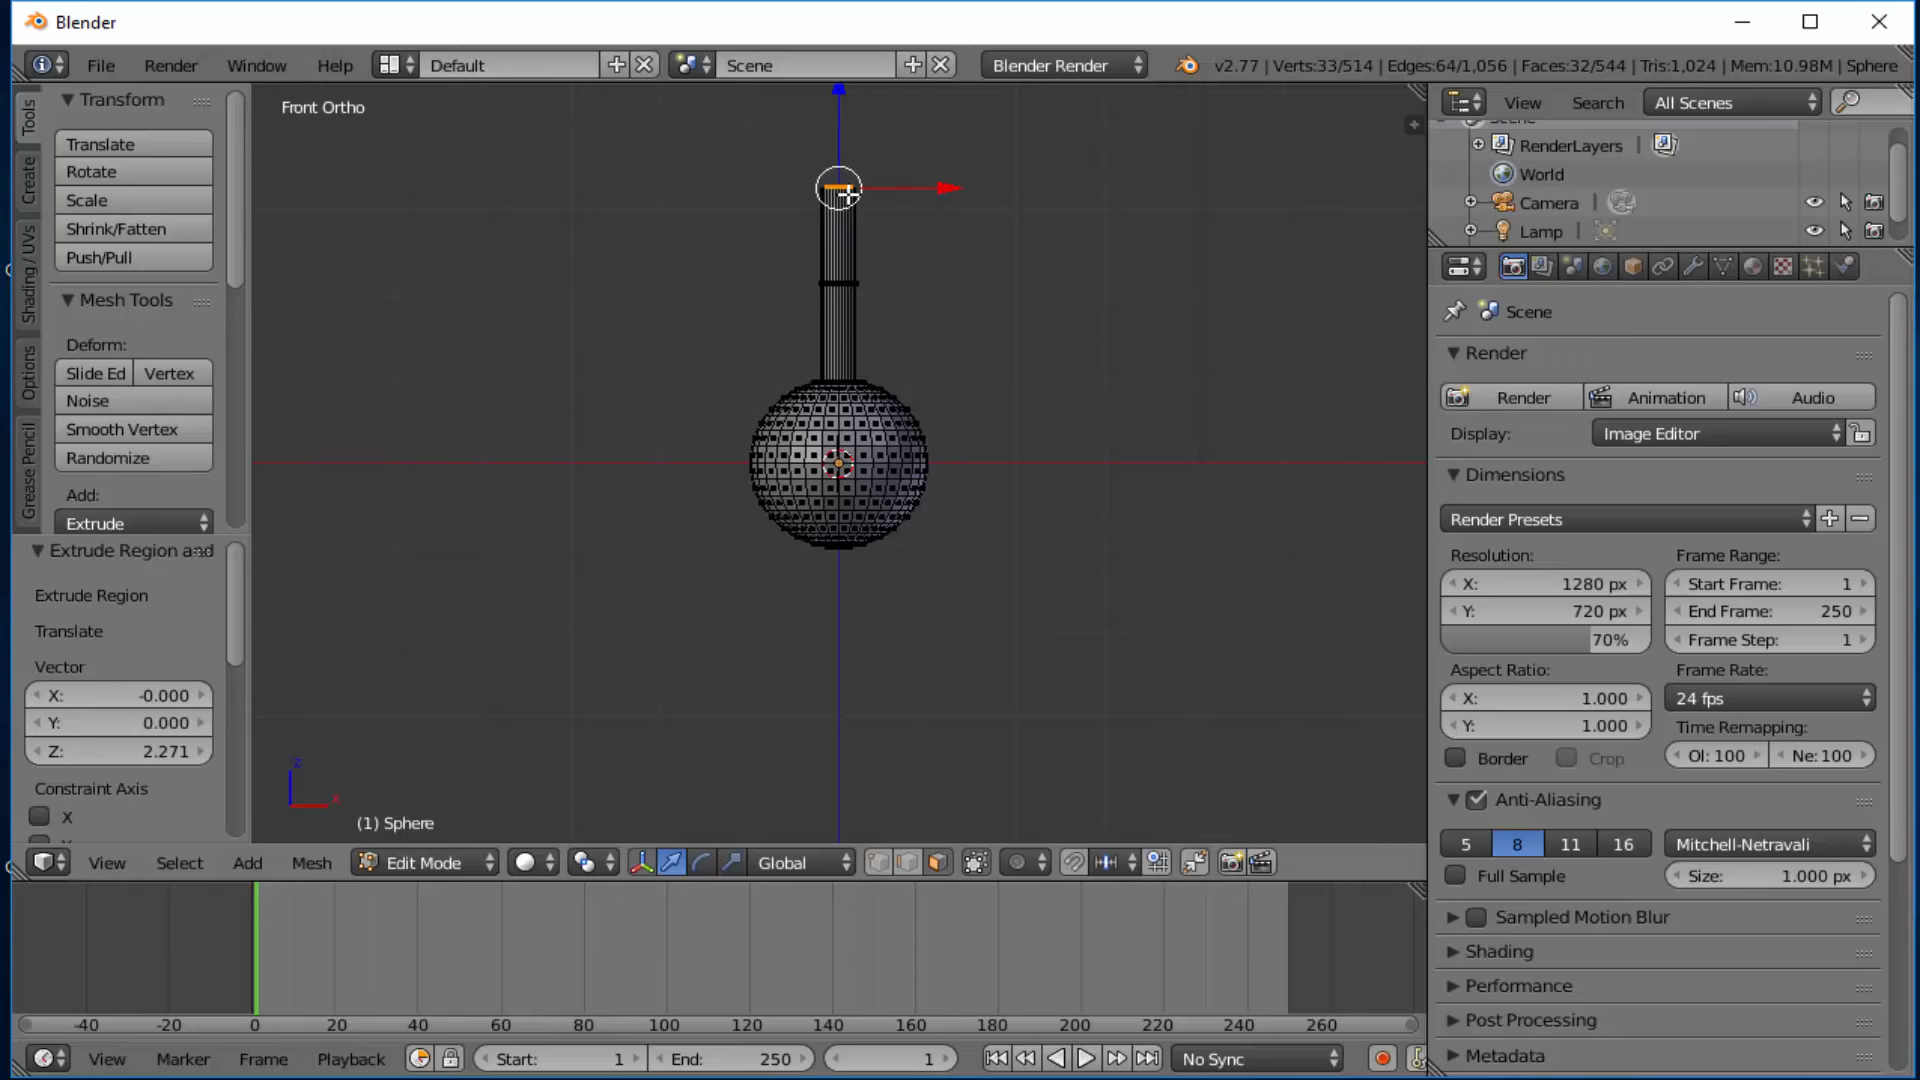 Blender
File Render Window Help Default Scene Blender Render v2.77 | Verts:33/514 | Edges:64/1,056 | Faces:32/544 | Tris:1,024 | Mem:10.98M | Sphere
Tools
Create
Shading / UVs
Options
Grease Pencil
Transform
Translate
Rotate
Scale
Shrink/Fatten
Push/Pull
Mesh Tools
Deform:
Slide Ed Vertex
Noise
Smooth Vertex
Randomize
Add:
Extrude
Extrude Region and
Extrude Region
Translate
Vector
X: -0.000
Y: 0.000
Z: 2.271
Constraint Axis
X
Front Ortho
z
x
(1) Sphere
View Select Add Mesh Edit Mode Global
-40 -20 0 20 40 60 80 100 120 140 160 180 200 220 240 260
View Marker Frame Playback Start: 1 End: 250 1 No Sync
View Search All Scenes
Scene
RenderLayers |
World
Camera |
Lamp |
Scene
Render
Render Animation Audio
Display: Image Editor
Dimensions
Render Presets
Resolution: Frame Range:
X: 1280 px Start Frame: 1
Y: 720 px End Frame: 250
70% Frame Step: 1
Aspect Ratio: Frame Rate:
X: 1.000 24 fps
Y: 1.000 Time Remapping:
Border Crop Ol: 100 Ne: 100
Anti-Aliasing
5 8 11 16 Mitchell-Netravali
Full Sample Size: 1.000 px
Sampled Motion Blur
Shading
Performance
Post Processing
Metadata